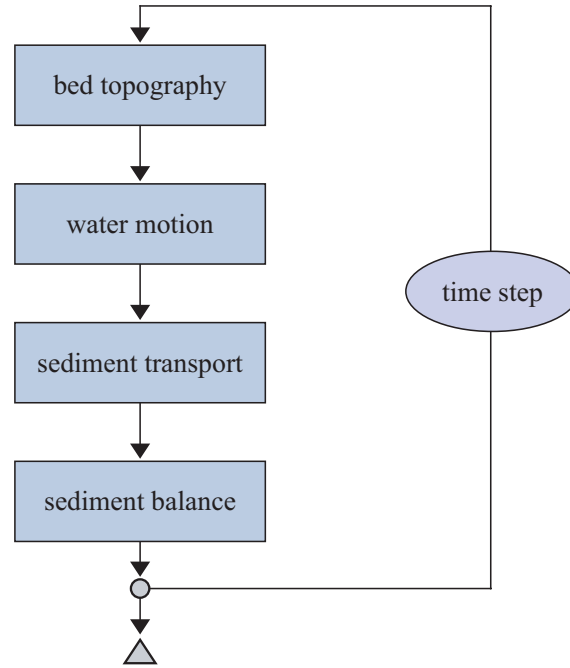 bed topography
water motion
time step
sediment transport
sediment balance